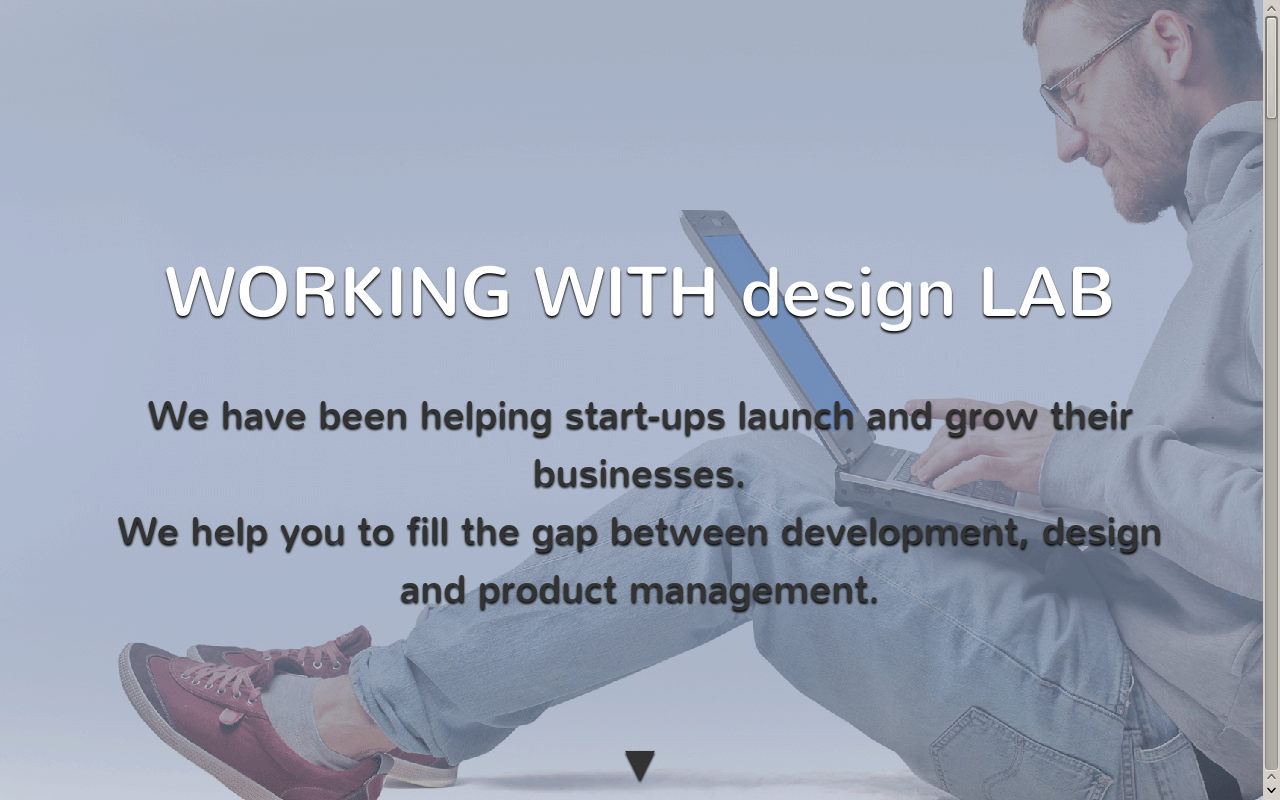 WORKING WITH design LAB
We have been helping start-ups launch and grow their
businesses.
We help you to fill the gap between development, design
and product management.